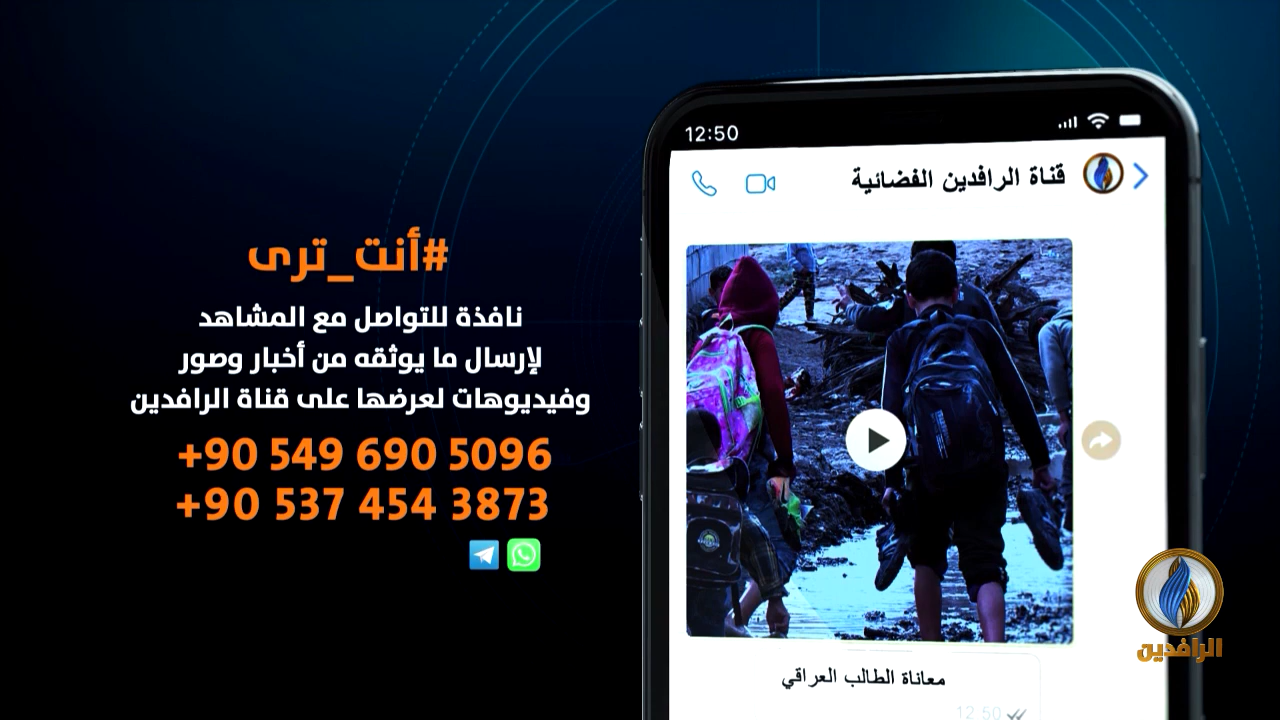 #أنت_ترى
نافذة للتواصل مع المشاهد
لإرسال ما يوثقه من أخبار وصور
وفيديوهات لعرضها على قناة الرافدين
+90 549 690 5096
+90 537 454 3873
12:50
قناة الرافدين الفضائية
معاناة الطالب العراقي
12:50
الرافدين